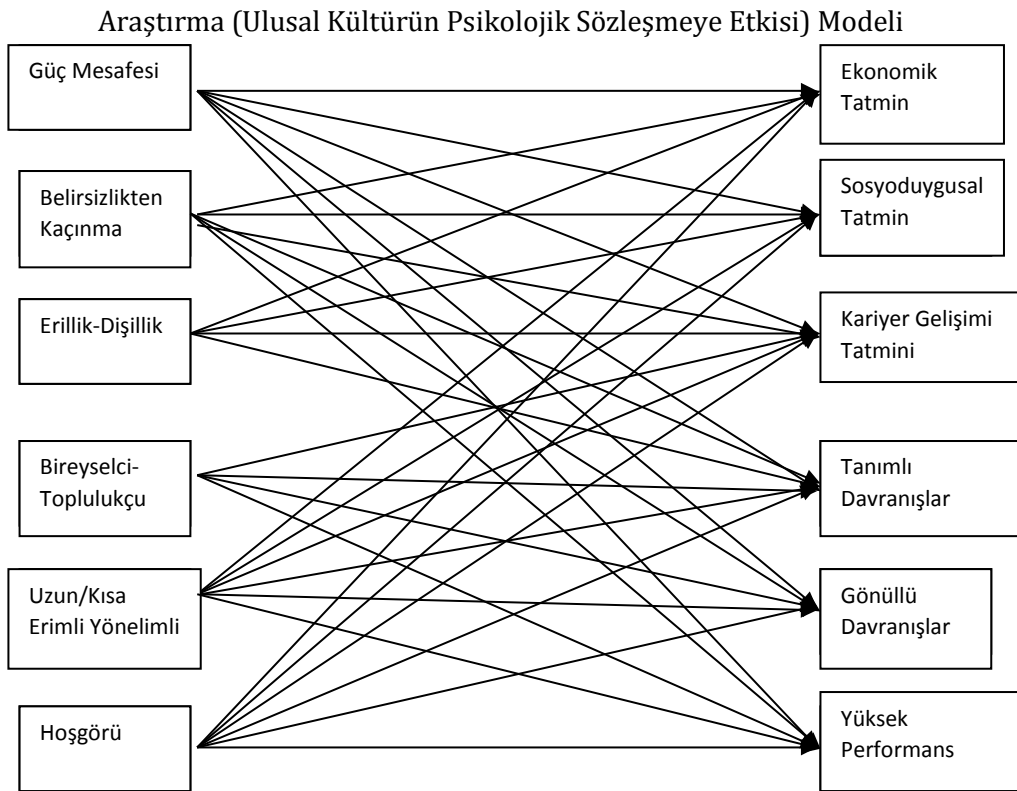 Araştırma (Ulusal Kültürün Psikolojik Sözleşmeye Etkisi) Modeli
Güç Mesafesi
Belirsizlikten
Kaçınma
Erillik-Dişillik
Bireyselci-
Toplulukçu
Uzun/Kısa
Erimli Yönelimli
Hoşgörü
Ekonomik
Tatmin
Sosyoduygusal
Tatmin
Kariyer Gelişimi
Tatmini
Tanımlı
Davranışlar
Gönüllü
Davranışlar
Yüksek
Performans